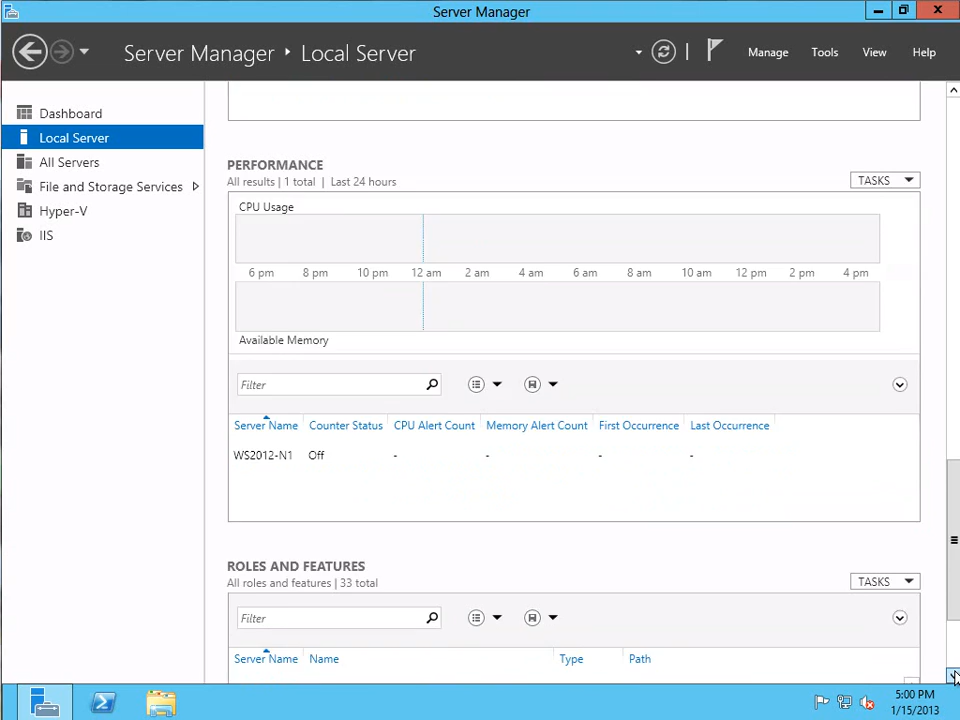 Server Manager
Server Manager • Local Server
Manage Tools View Help
Dashboard
Local Server
All Servers
File and Storage Services
Hyper-V
IIS
PERFORMANCE
All results | 1 total | Last 24 hours
TASKS
CPU Usage
6 pm 8 pm 10 pm 12 am 2 am 4 am 6 am 8 am 10 am 12 pm 2 pm 4 pm
Available Memory
Filter
Server Name Counter Status CPU Alert Count Memory Alert Count First Occurrence Last Occurrence
WS2012-N1 Off - - - -
ROLES AND FEATURES
All roles and features | 33 total
TASKS
Filter
Server Name Name Type Path
5:00 PM
1/15/2013